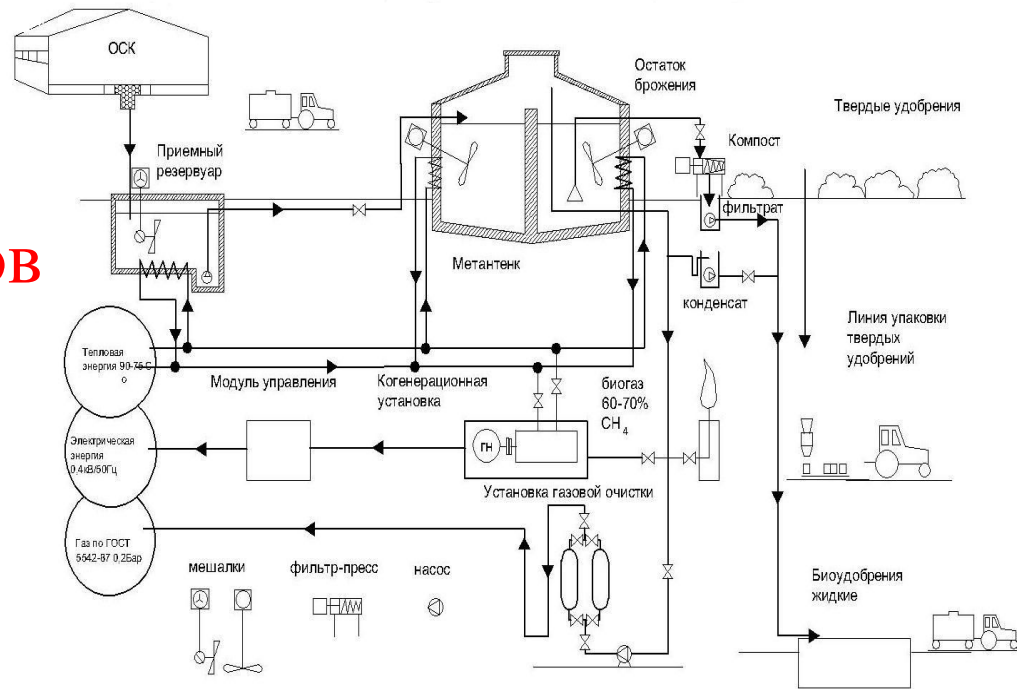 ОСК
Остаток
брожения
Твердые удобрения
Приемный
резервуар
Компост
фильтрат
ов
Метантенк
конденсат
Линия упаковки
твердых
удобрений
Тепловая
энергия 90-75 С
о
Модуль управления
Когенерационная
установка
биогаз
60-70%
CH4
Электрическая
энергия
0,4кВ/50Гц
ГН
Установка газовой очистки
Газ по ГОСТ
5542-87 0,2Бар
мешалки
фильтр-пресс
насос
Биоудобрения
жидкие